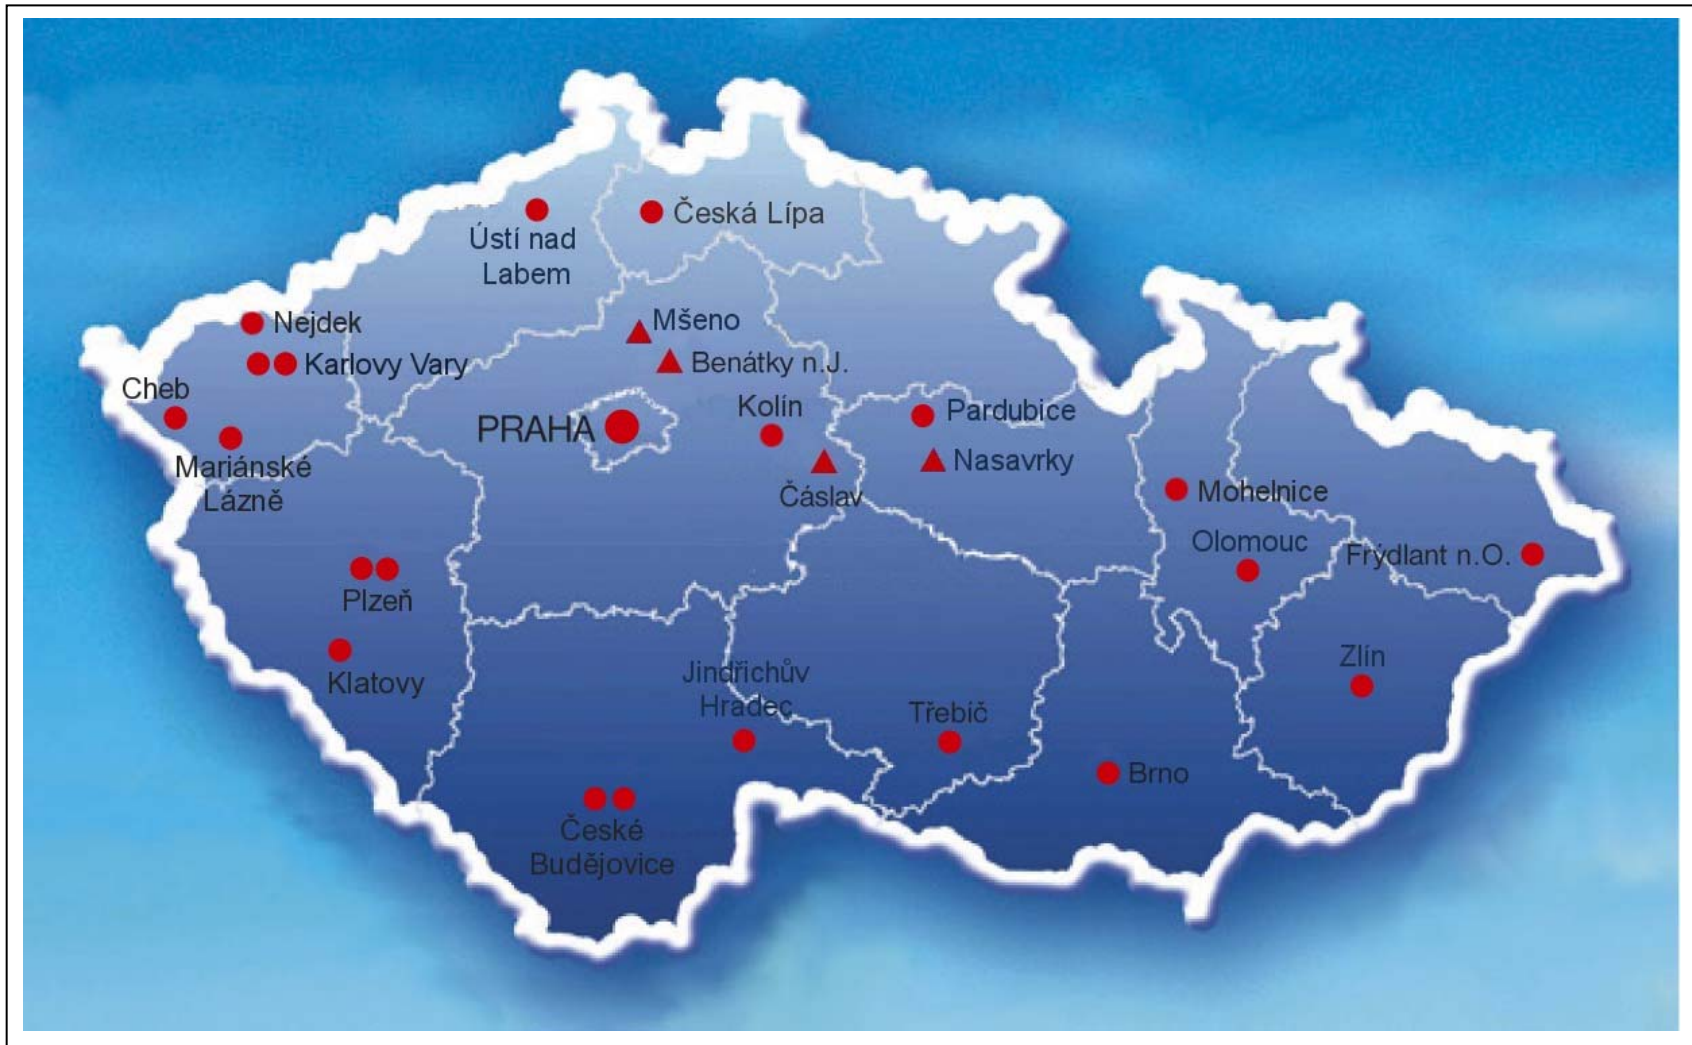 Česká Lípa
Ústí nad
Labem
Nejdek
Mšeno
Karlovy Vary
Benátky n.J.
Cheb
Kolín
Pardubice
PRAHA
Mariánské
Lázně
Nasavrky
Čáslav
Mohelnice
Olomouc
Frýdlant n.O.
Plzeň
Klatovy
Jindřichův
Hradec
Zlín
Třebíč
Brno
České
Budějovice